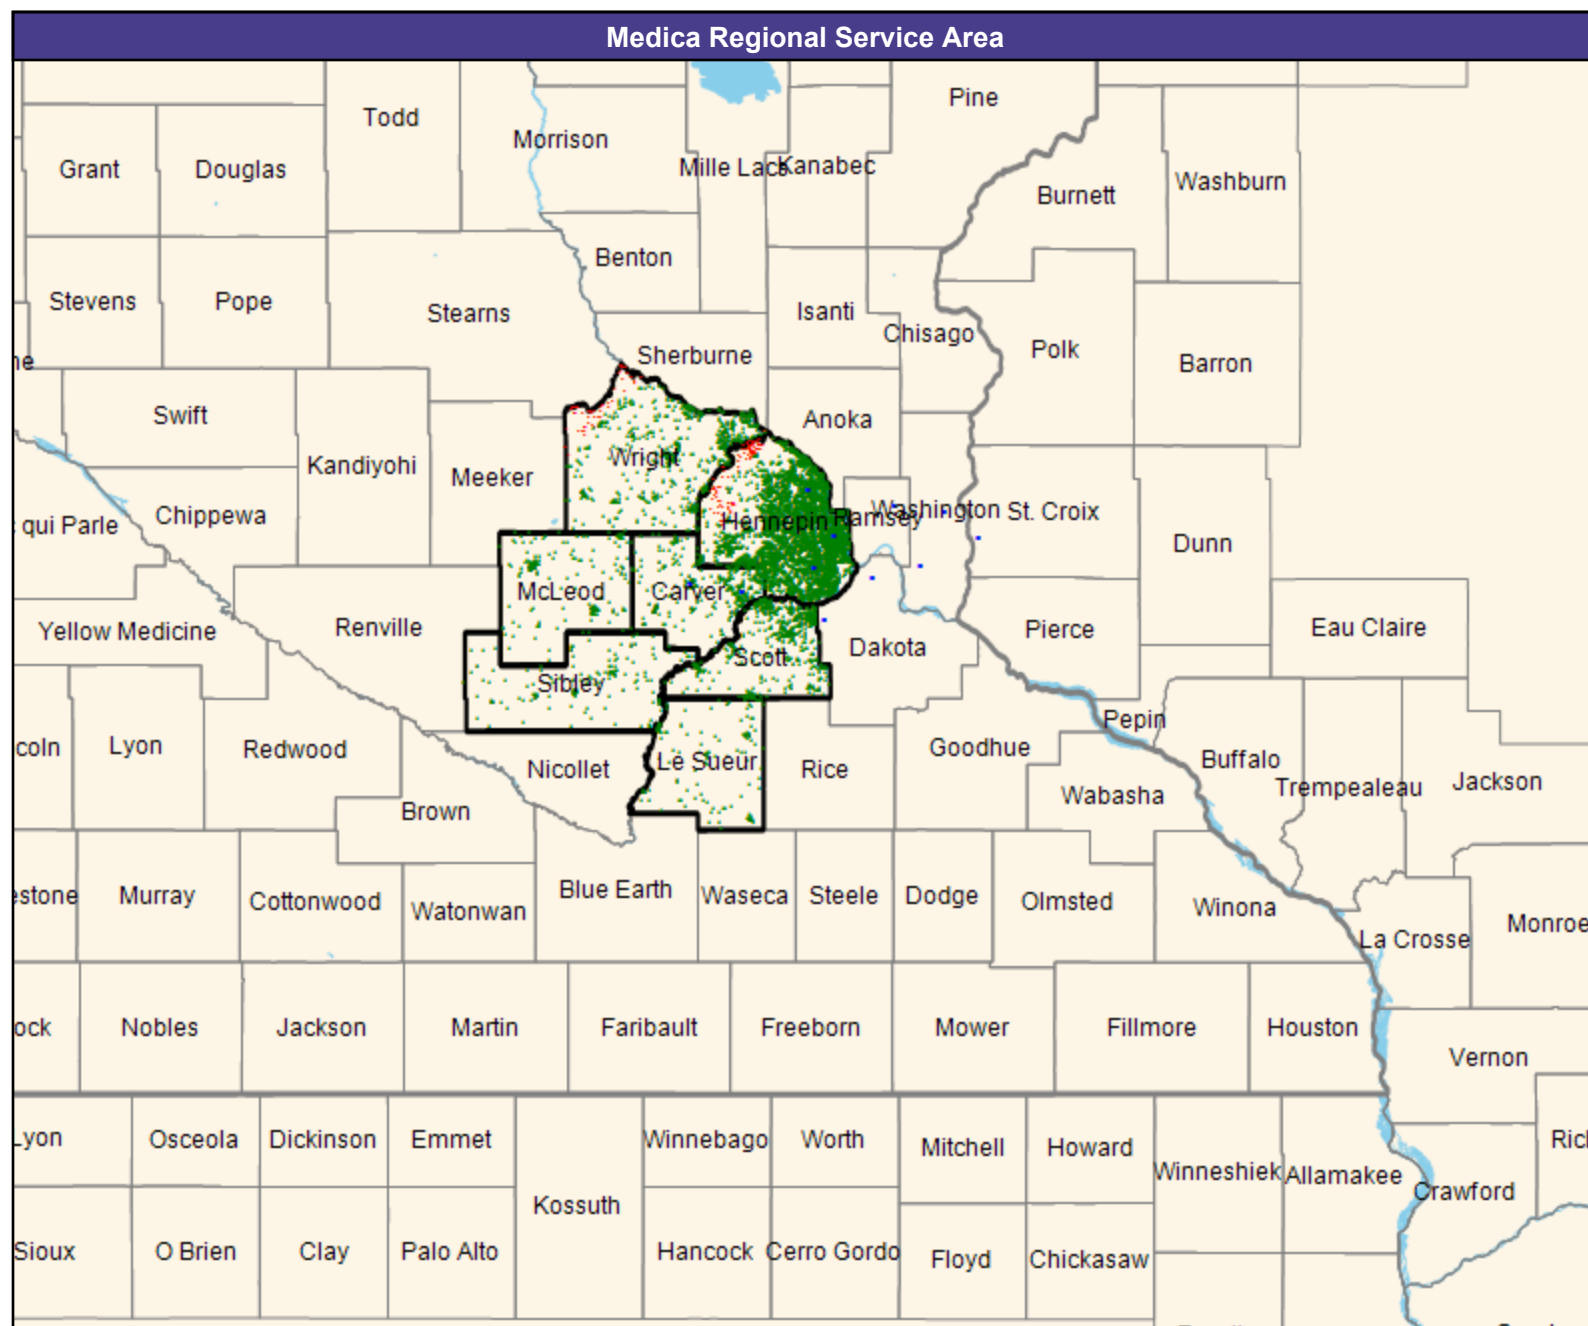 Medica Regional Service Area
Pine
Todd
Morrison
Grant
Douglas
Mille Lacs
Kanabec
Washburn
Burnett
Benton
Stevens
Pope
Stearns
Isanti
Chisago
Sherburne
Polk
Barron
ne
Swift
Anoka
Kandiyohi
Wright
Meeker
Chippewa
qui Parle
Hennepin
Ramsey
Washington
St. Croix
Dunn
McLeod
Carver
Yellow Medicine
Renville
Scott
Dakota
Pierce
Eau Claire
Sibley
coln
Lyon
Redwood
Nicollet
Le Sueur
Rice
Goodhue
Pepin
Buffalo
Trempealeau
Jackson
Brown
Wabasha
estone
Murray
Cottonwood
Watonwan
Blue Earth
Waseca
Steele
Dodge
Olmsted
Winona
La Crosse
Monroe
ock
Nobles
Jackson
Martin
Faribault
Freeborn
Mower
Fillmore
Houston
Vernon
Lyon
Osceola
Dickinson
Emmet
Winnebago
Worth
Mitchell
Howard
Winneshiek
Allamakee
Crawford
Rich
Kossuth
Sioux
O Brien
Clay
Palo Alto
Hancock
Cerro Gordo
Floyd
Chickasaw